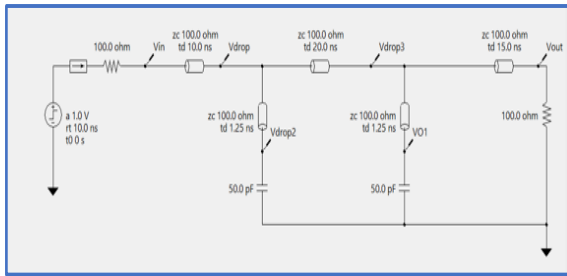 zc 100.0 ohm
td 10.0 ns
zc 100.0 ohm
td 20.0 ns
zc 100.0 ohm
td 15.0 ns
100.0 ohm
Vin
Vdrop
Vdrop3
Vout
a 1.0 V
rt 10.0 ns
t0 0 s
zc 100.0 ohm
td 1.25 ns
Vdrop2
zc 100.0 ohm
td 1.25 ns
VO1
100.0 ohm
50.0 pF
50.0 pF